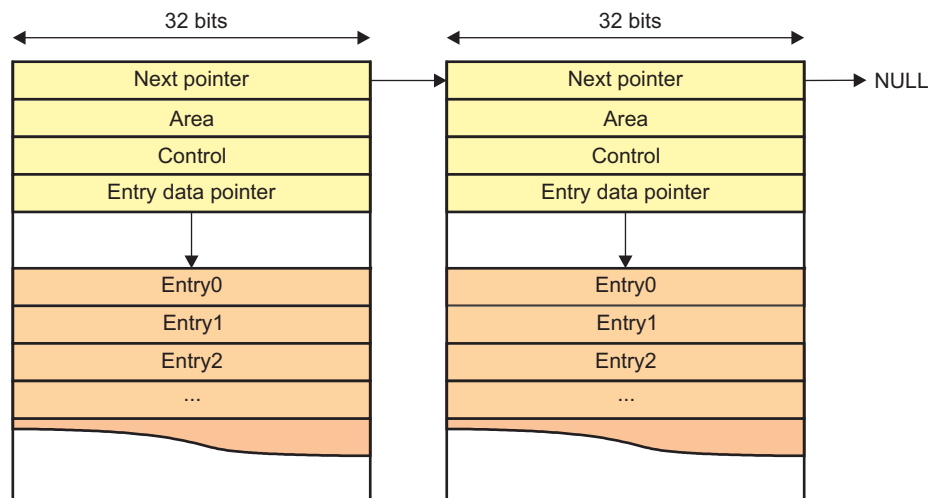 32 bits
32 bits
Next pointer
Next pointer
NULL
Area
Area
Control
Control
Entry data pointer
Entry data pointer
Entry0
Entry0
Entry1
Entry1
Entry2
Entry2
...
...